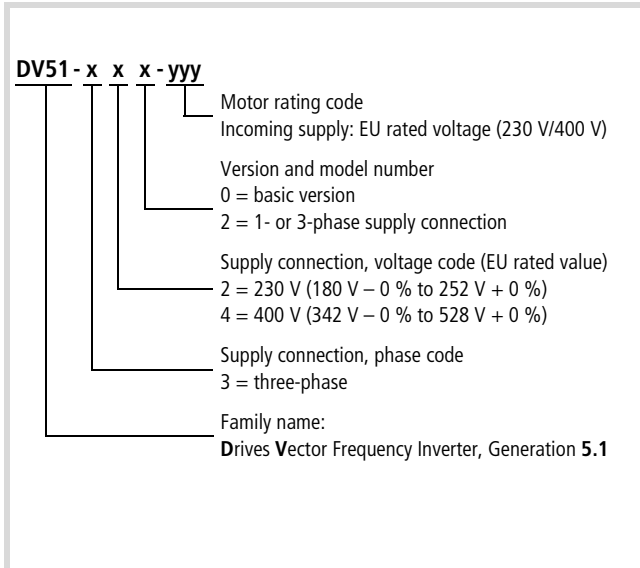 DV51 - x x x - yyy
Motor rating code
Incoming supply: EU rated voltage (230 V/400 V)
Version and model number
0 = basic version
2 = 1- or 3-phase supply connection
Supply connection, voltage code (EU rated value)
2 = 230 V (180 V – 0 % to 252 V + 0 %)
4 = 400 V (342 V – 0 % to 528 V + 0 %)
Supply connection, phase code
3 = three-phase
Family name:
Drives Vector Frequency Inverter, Generation 5.1